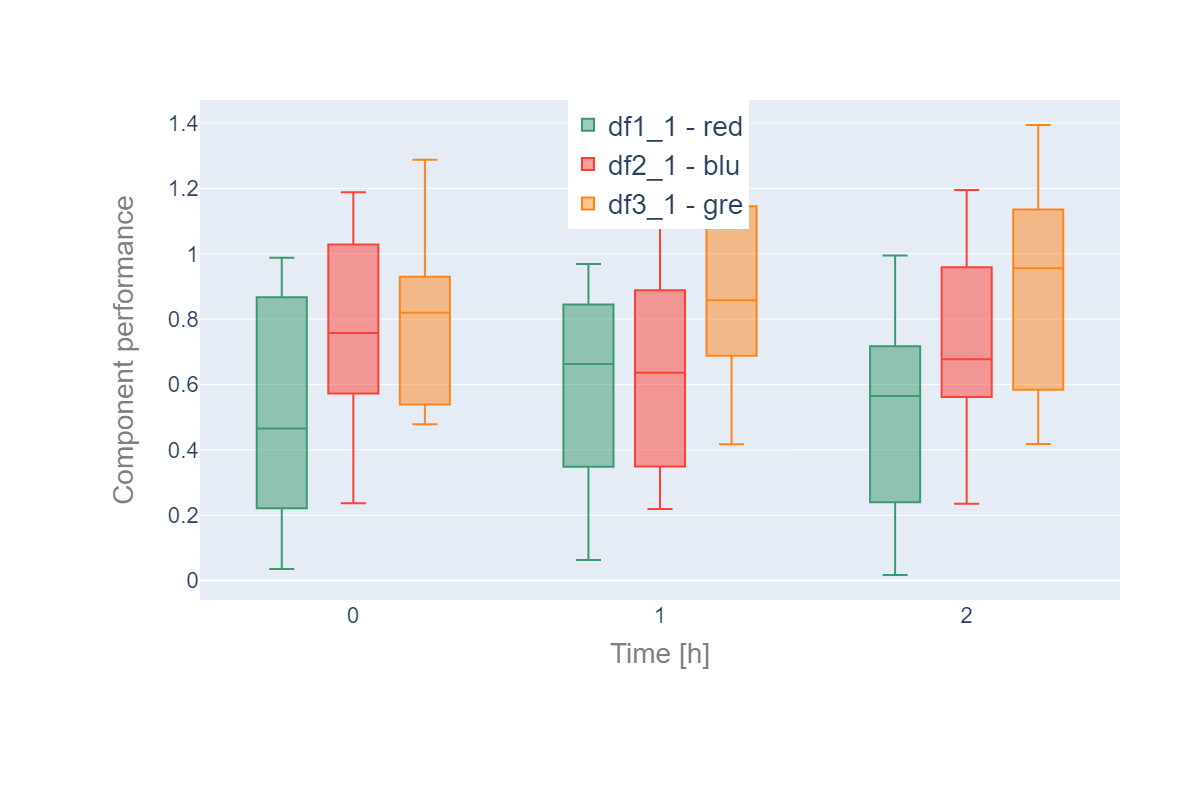 df1_1 - red
df2_1 - blu
df3_1 - gre
1.4
1.2
1
0.8
0.6
0.4
0.2
0
Component performance
0 1 2
Time [h]